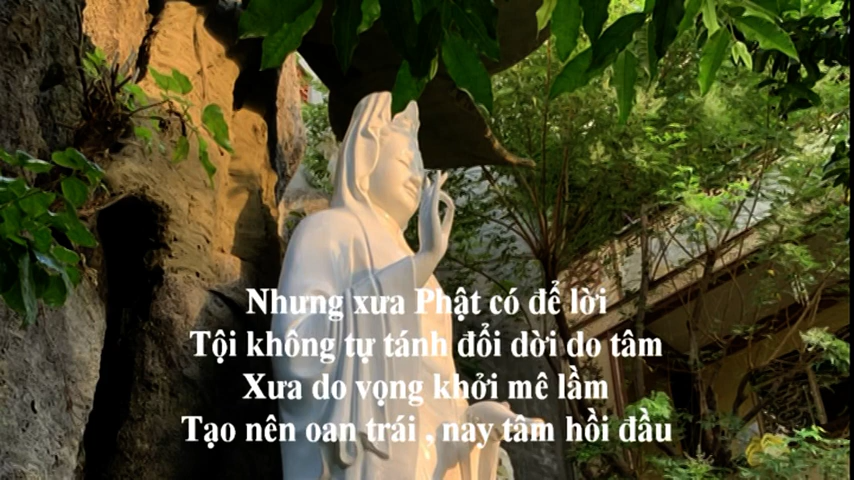 Nhưng xưa Phật có để lời
Tội không tự tánh đổi dời do tâm
Xưa do vọng khởi mê lầm
Tạo nên oan trái , nay tâm hồi đầu